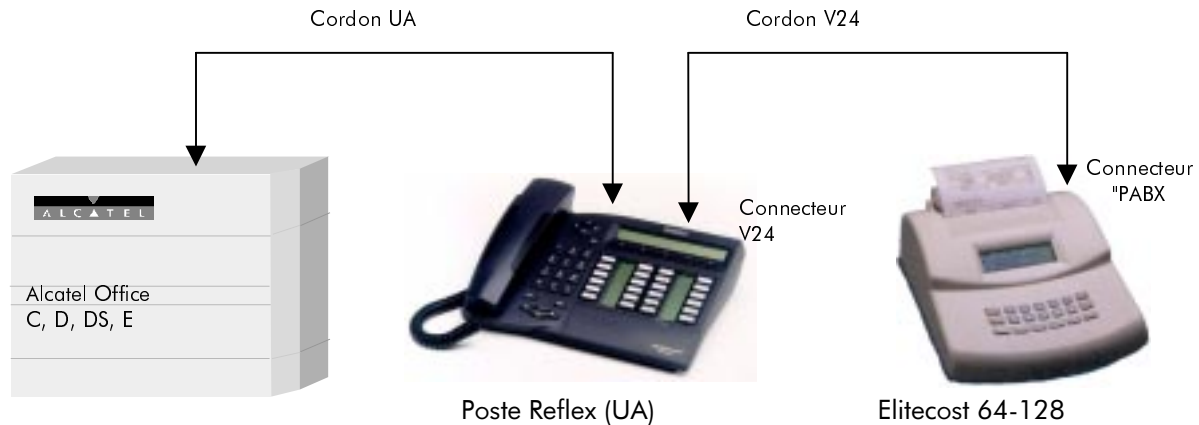 Cordon UA
Cordon V24
ALCATEL
Connecteur
"PABX
Connecteur
V24
Alcatel Office
C, D, DS, E
Poste Reflex (UA)
Elitecost 64-128